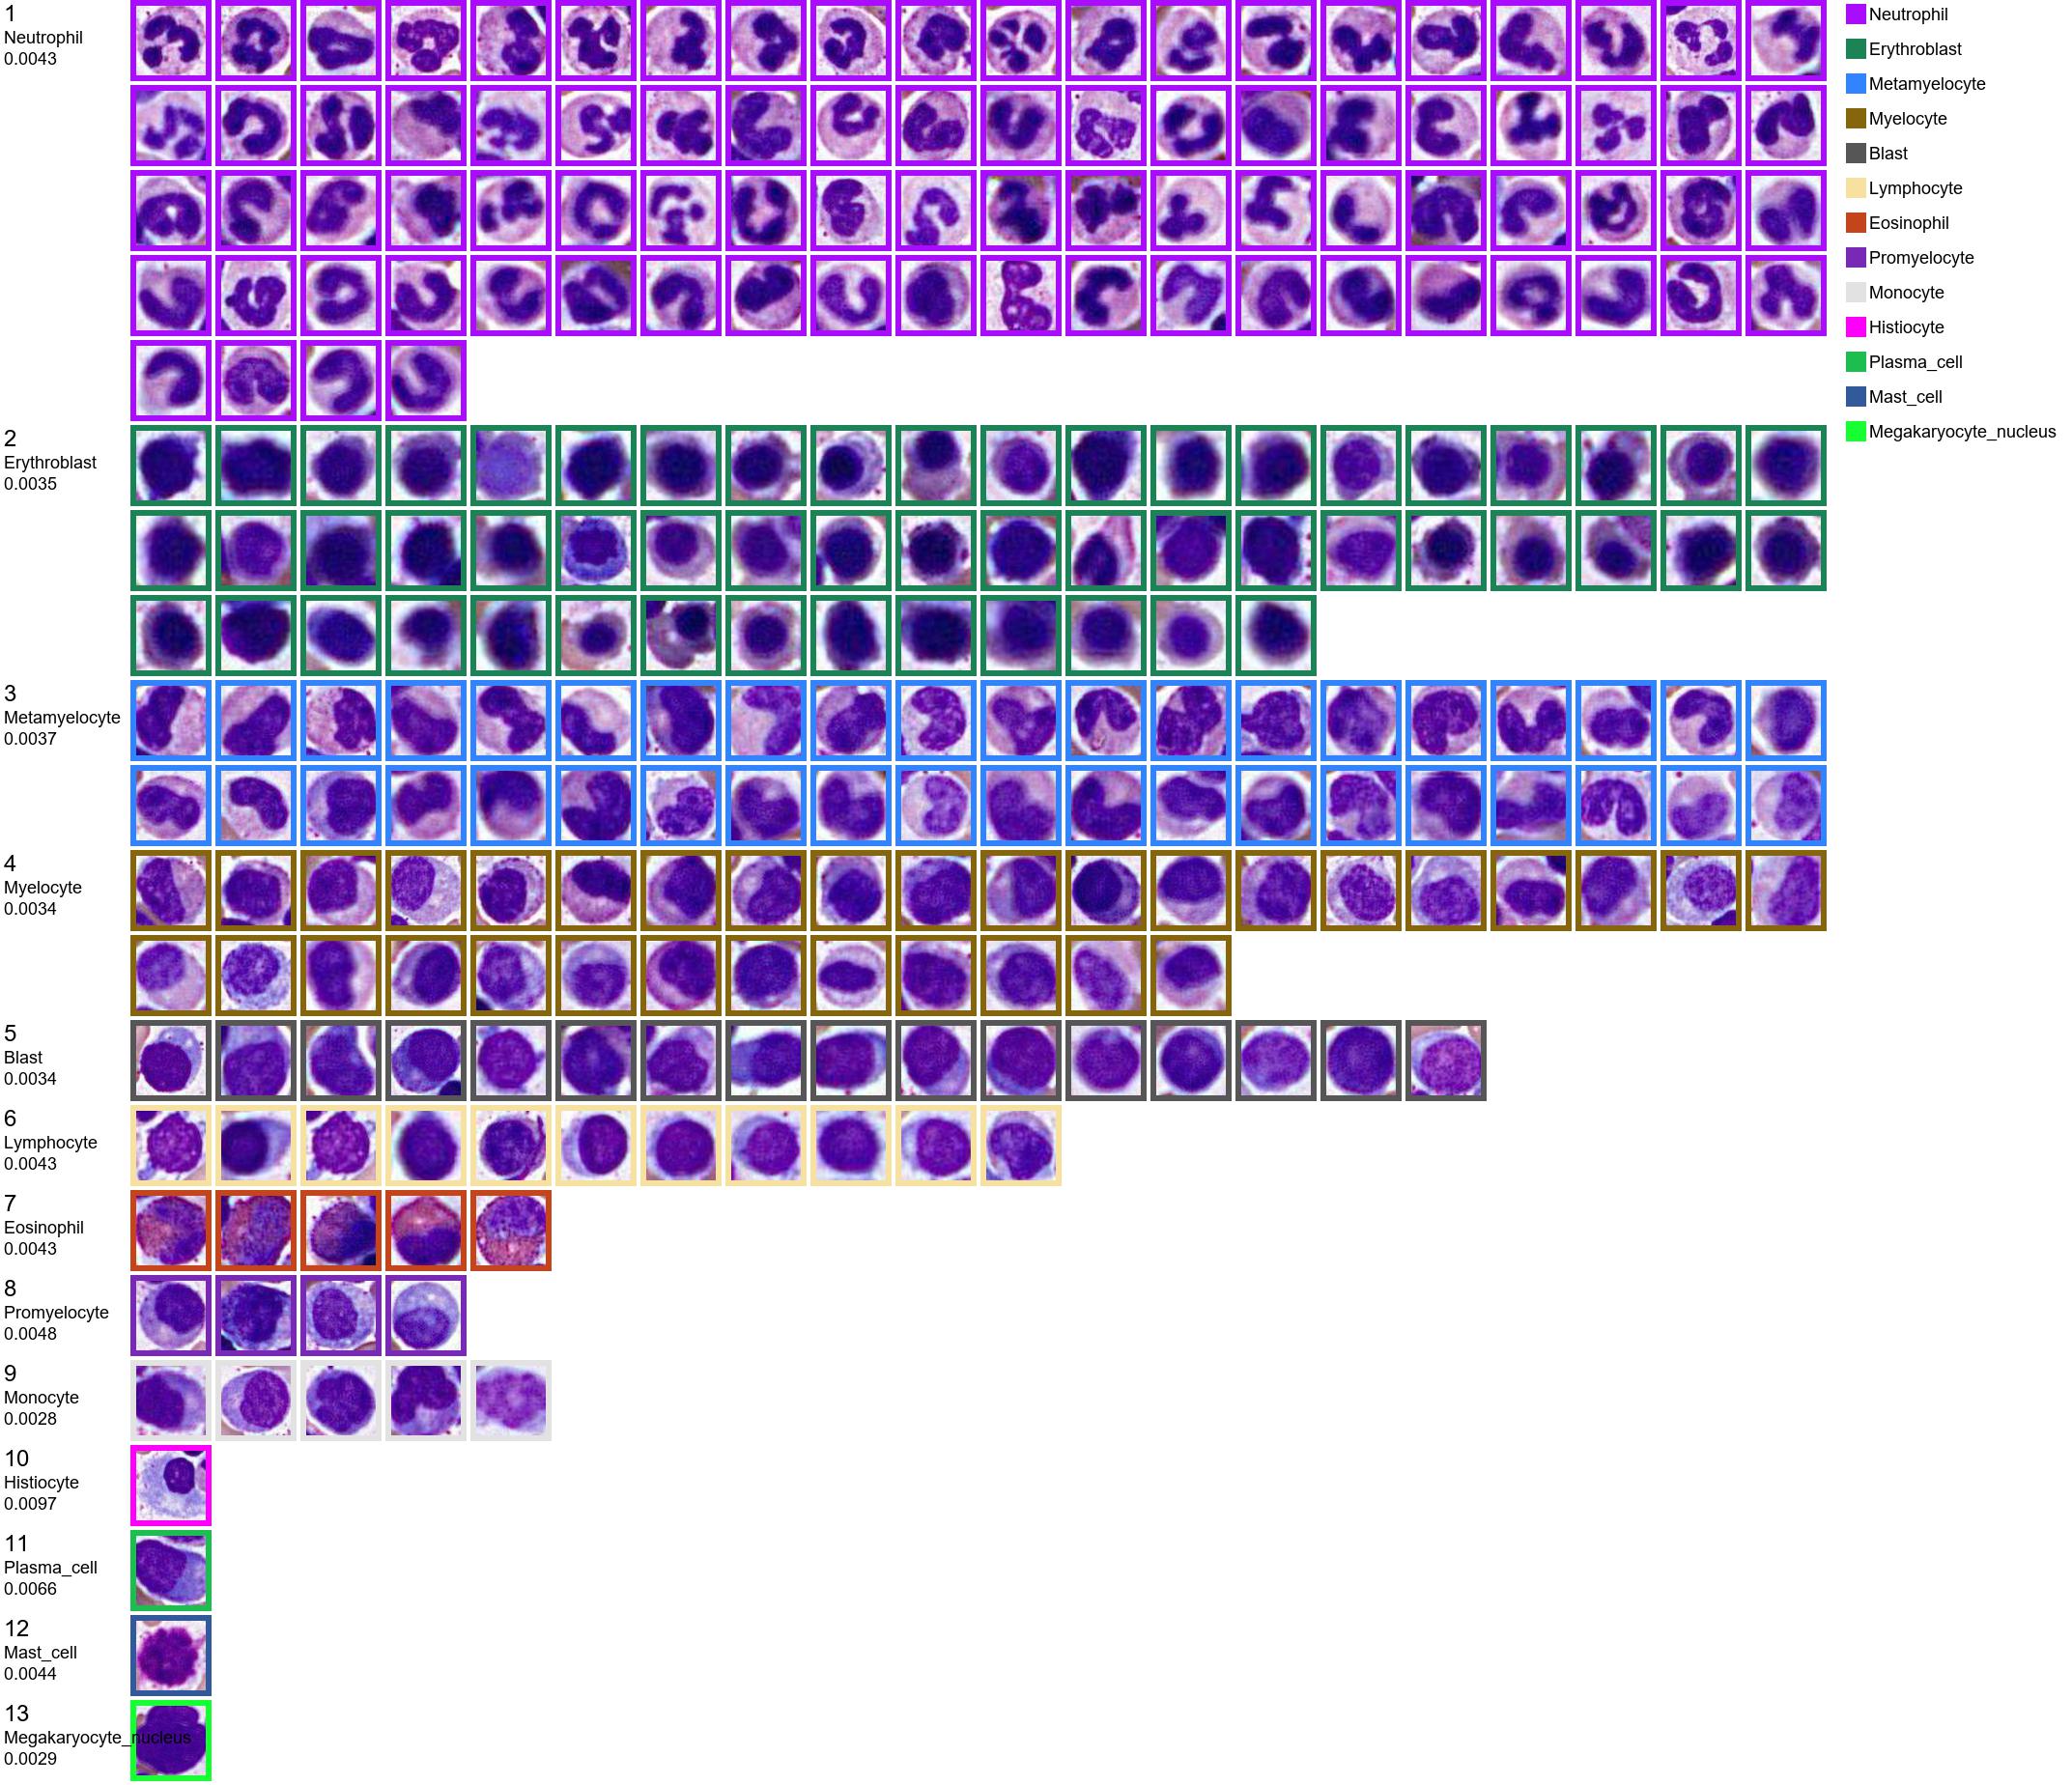 1
Neutrophil
0.0043
2
Erythroblast
0.0035
3
Metamyelocyte
0.0037
4
Myelocyte
0.0034
5
Blast
0.0034
6
Lymphocyte
0.0043
7
Eosinophil
0.0043
8
Promyelocyte
0.0048
9
Monocyte
0.0028
10
Histiocyte
0.0097
11
Plasma_cell
0.0066
12
Mast_cell
0.0044
13
Megakaryocyte_nucleus
0.0029
Neutrophil
Erythroblast
Metamyelocyte
Myelocyte
Blast
Lymphocyte
Eosinophil
Promyelocyte
Monocyte
Histiocyte
Plasma_cell
Mast_cell
Megakaryocyte_nucleus